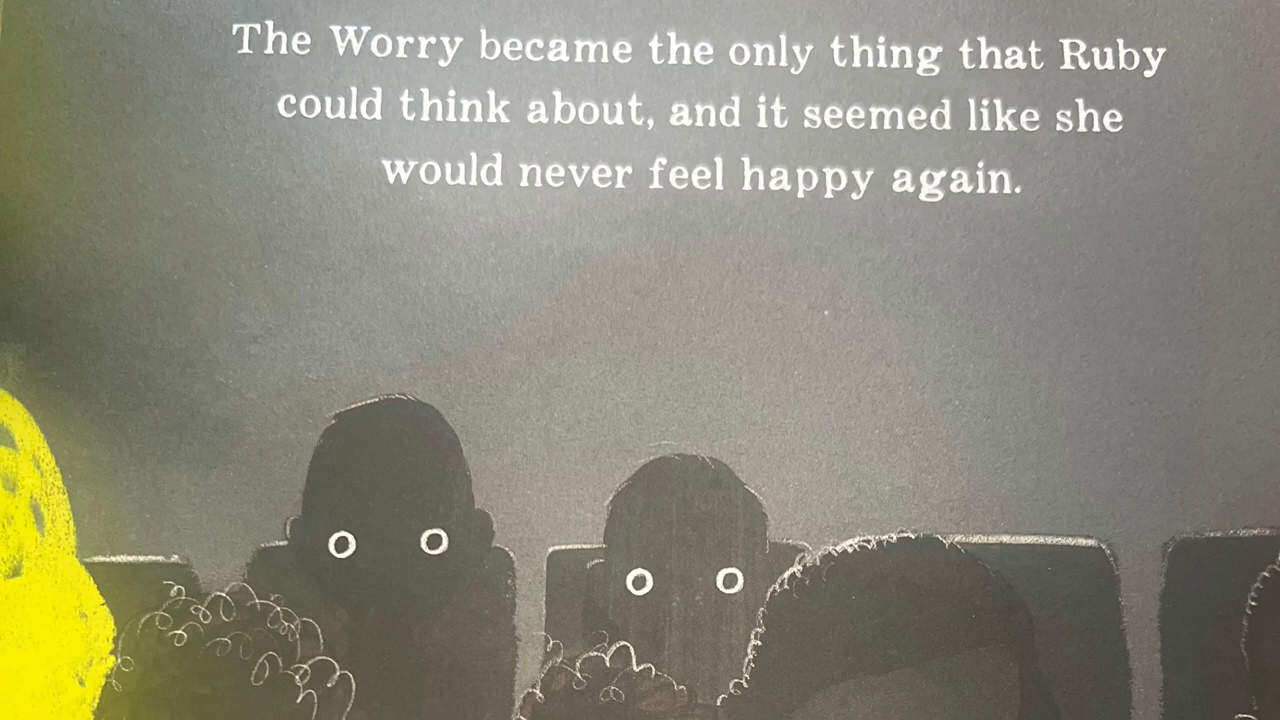 The Worry became the only thing that Ruby
could think about, and it seemed like she
would never feel happy again.